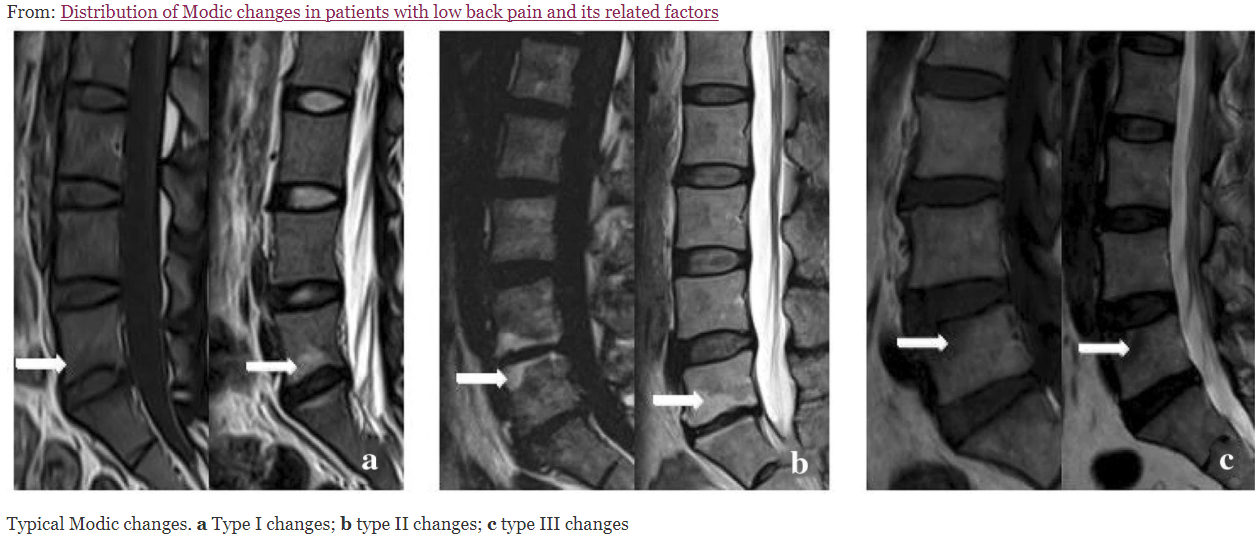 From: Distribution of Modic changes in patients with low back pain and its related factors
a
b
c
Typical Modic changes. a Type I changes; b type II changes; c type III changes